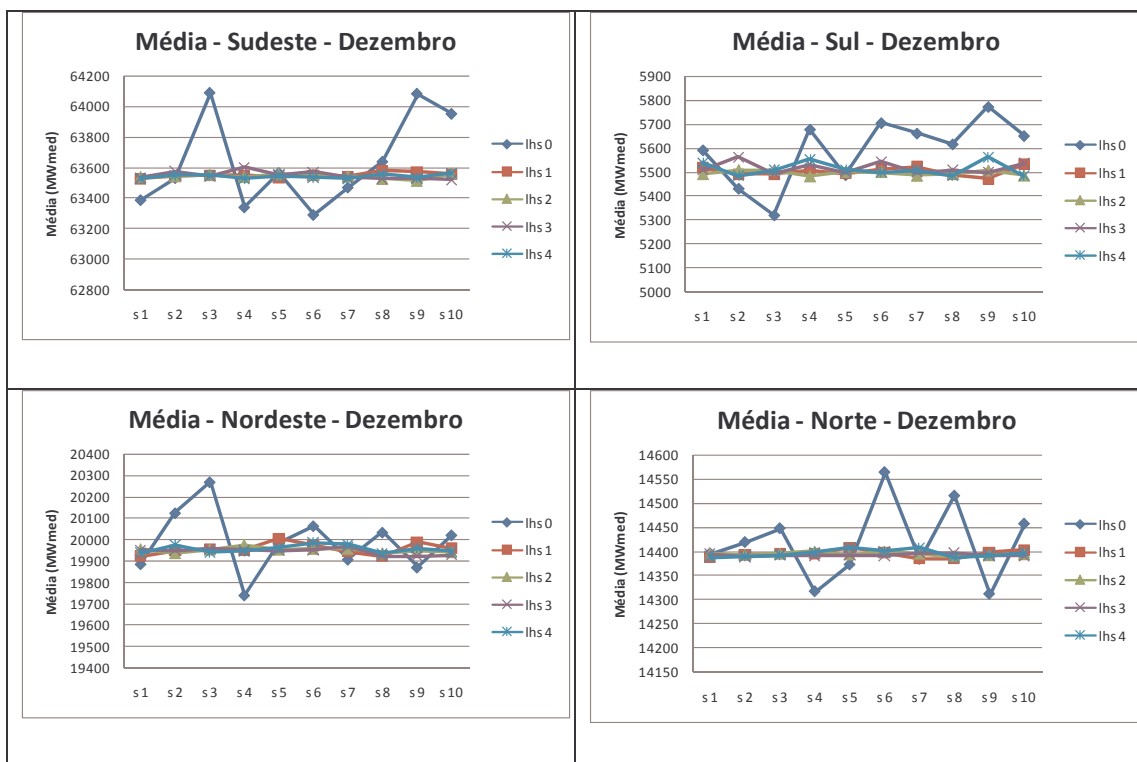 Média - Sudeste - Dezembro
Média (MWmed)
64200
64000
63800
63600
63400
63200
63000
62800
s1 s2 s3 s4 s5 s6 s7 s8 s9 s10
lhs 0
lhs 1
lhs 2
lhs 3
lhs 4
Média - Sul - Dezembro
Média (MWmed)
5900
5800
5700
5600
5500
5400
5300
5200
5100
5000
s1 s2 s3 s4 s5 s6 s7 s8 s9 s10
lhs 0
lhs 1
lhs 2
lhs 3
lhs 4
Média - Nordeste - Dezembro
Média (MWmed)
20400
20300
20200
20100
20000
19900
19800
19700
19600
19500
19400
s1 s2 s3 s4 s5 s6 s7 s8 s9 s10
lhs 0
lhs 1
lhs 2
lhs 3
lhs 4
Média - Norte - Dezembro
Média (MWmed)
14600
14550
14500
14450
14400
14350
14300
14250
14200
14150
s1 s2 s3 s4 s5 s6 s7 s8 s9 s10
lhs 0
lhs 1
lhs 2
lhs 3
lhs 4